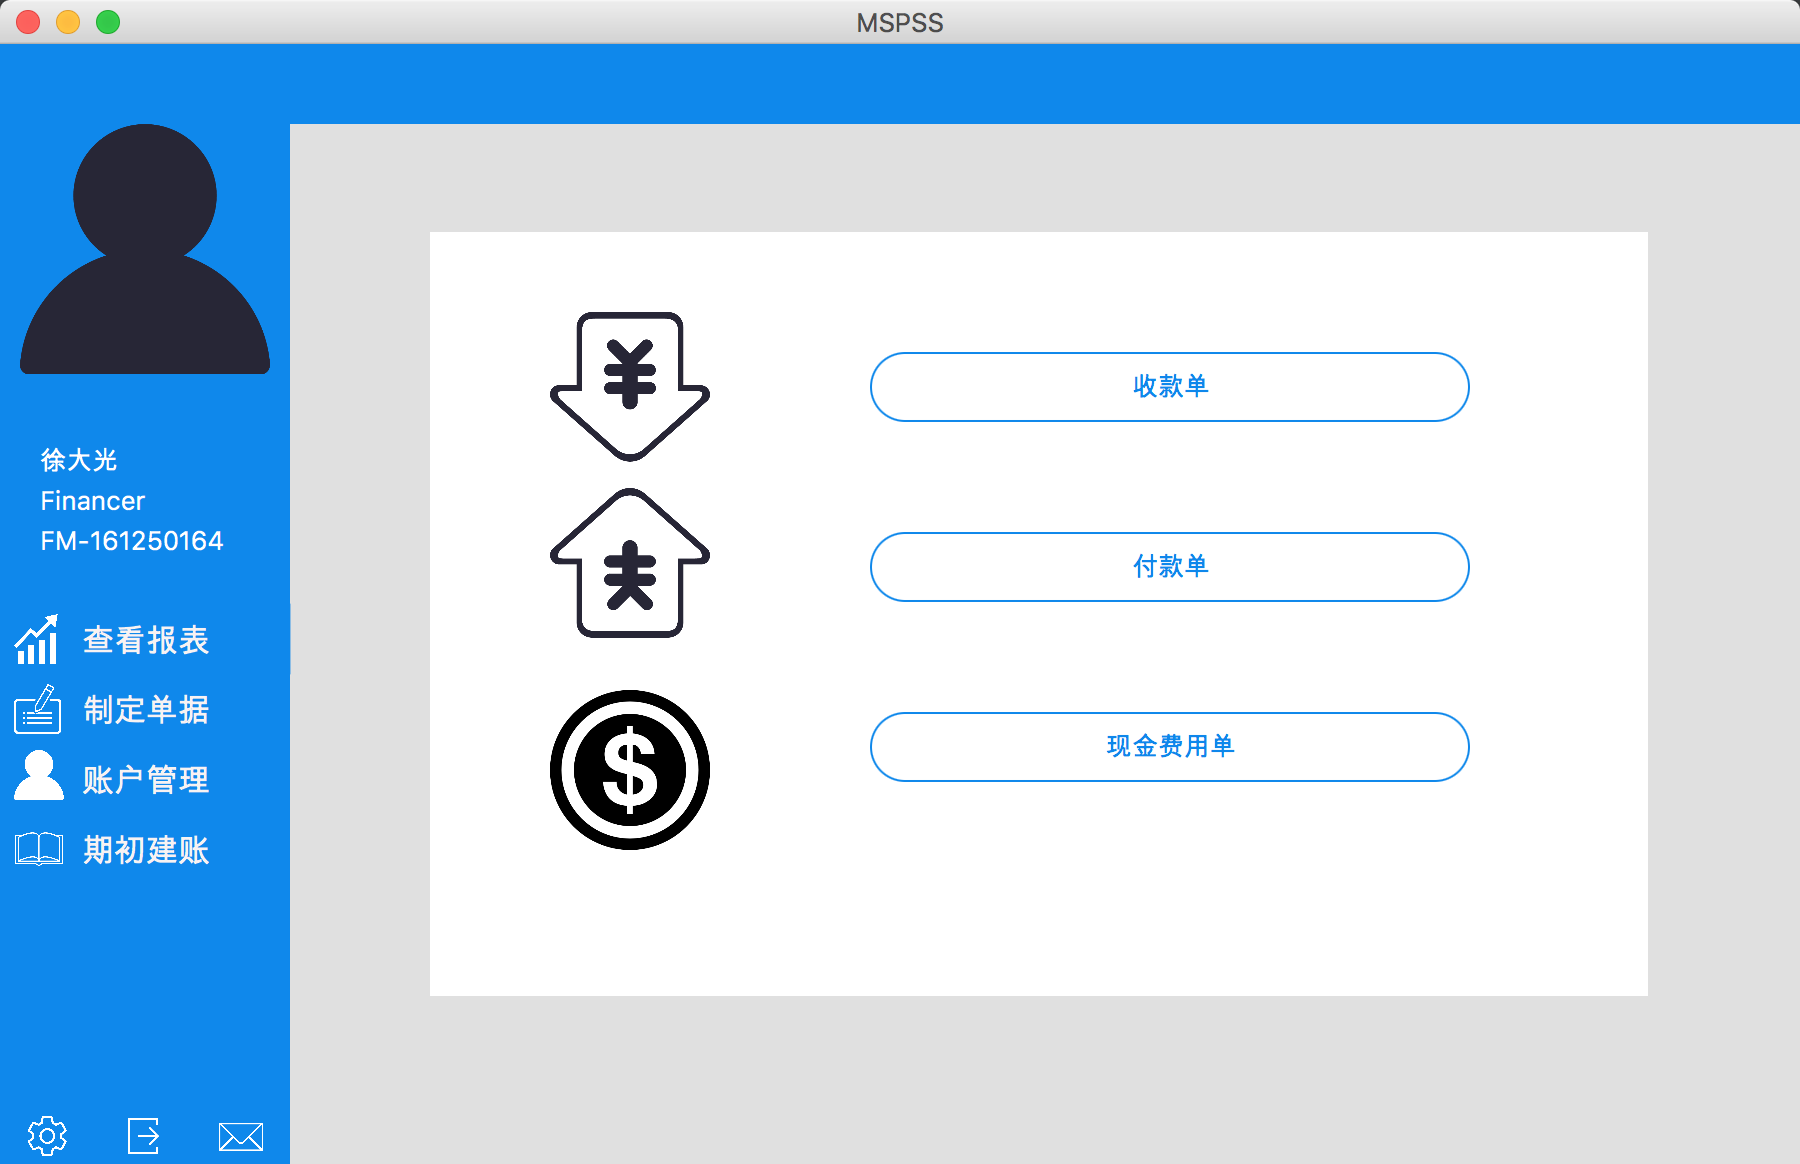 MSPSS
徐大光
Financer
FM-161250164
查看报表
制定单据
账户管理
期初建账
收款单
付款单
现金费用单